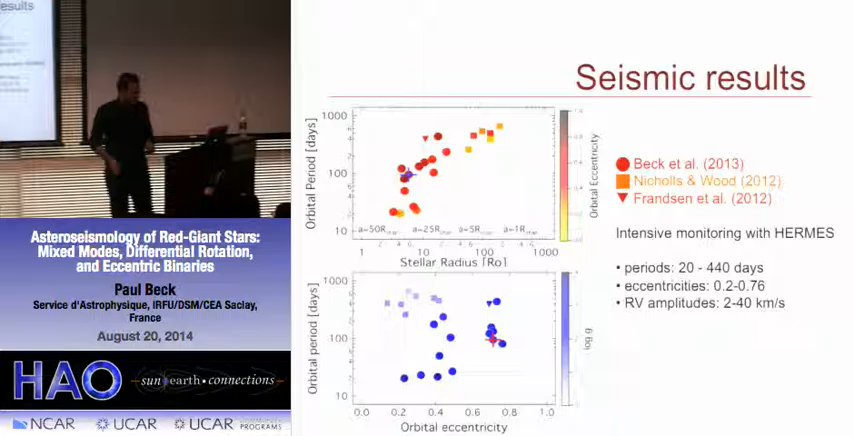 esults
Asteroseismology of Red-Giant Stars:
Mixed Modes, Differential Rotation,
and Eccentric Binaries
Paul Beck
Service d'Astrophysique, IRFU/DSM/CEA Saclay,
France
August 20, 2014
HAO
sun earth • connections
NCAR
UCAR
UCAR
PROGRAMS
Seismic results
Orbital Period [days]
1000
100
10
a=50R
a=25R
a=5R
a=1R
1 10 100 1000
Stellar Radius [Ro]
Orbital Eccentricity
Orbital period [days]
1000
100
10
0.0 0.2 0.4 0.6 0.8 1.0
Orbital eccentricity
log g
Beck et al. (2013)
Nicholls & Wood (2012)
Frandsen et al. (2012)
Intensive monitoring with HERMES
• periods: 20 - 440 days
• eccentricities: 0.2-0.76
• RV amplitudes: 2-40 km/s